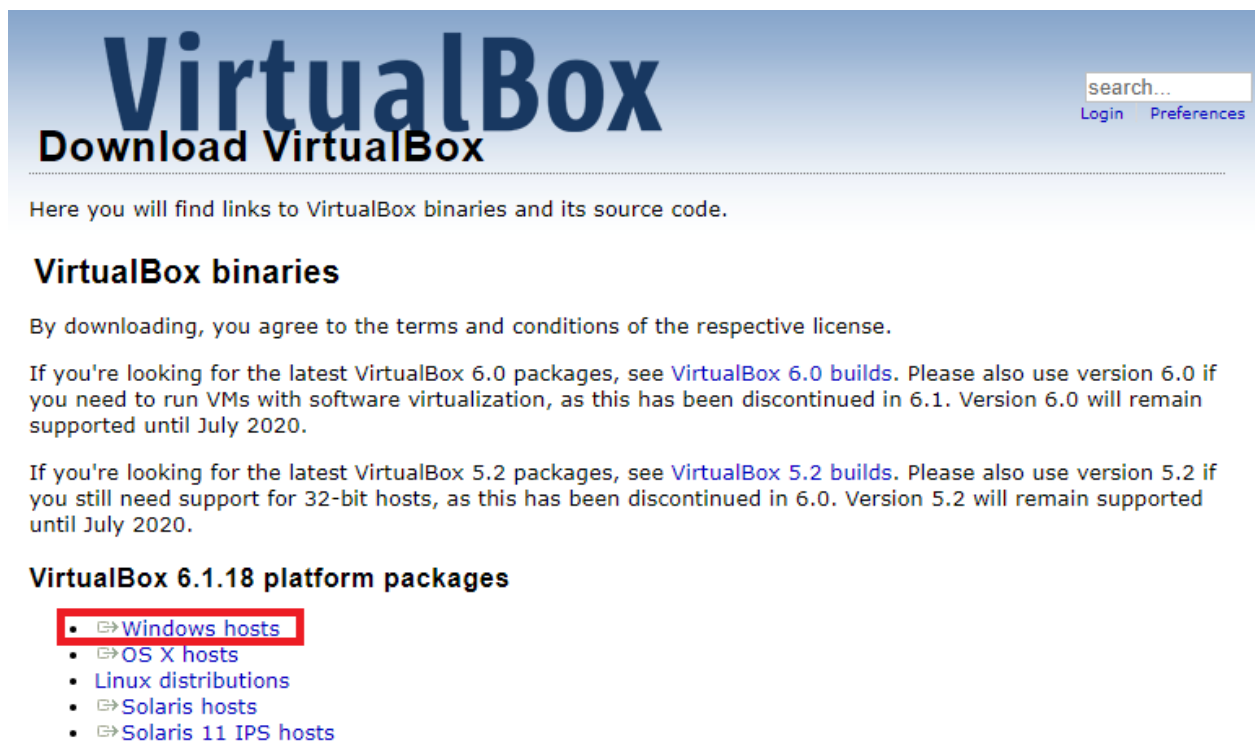 VirtualBox
search...
Login Preferences
Download VirtualBox
Here you will find links to VirtualBox binaries and its source code.
VirtualBox binaries
By downloading, you agree to the terms and conditions of the respective license.
If you're looking for the latest VirtualBox 6.0 packages, see VirtualBox 6.0 builds. Please also use version 6.0 if
you need to run VMs with software virtualization, as this has been discontinued in 6.1. Version 6.0 will remain
supported until July 2020.
If you're looking for the latest VirtualBox 5.2 packages, see VirtualBox 5.2 builds. Please also use version 5.2 if
you still need support for 32-bit hosts, as this has been discontinued in 6.0. Version 5.2 will remain supported
until July 2020.
VirtualBox 6.1.18 platform packages
Windows hosts
OS X hosts
Linux distributions
Solaris hosts
Solaris 11 IPS hosts